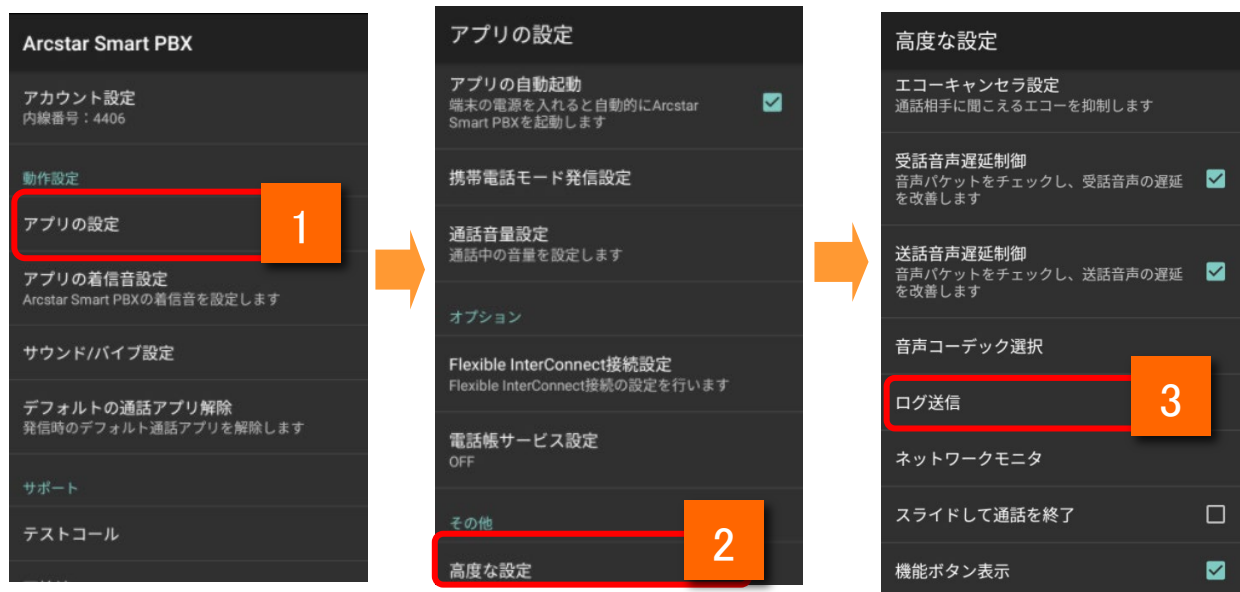 Arcstar Smart PBX
アカウント設定
内線番号：4406
動作設定
アプリの設定
1
アプリの着信音設定
Arcstar Smart PBXの着信音を設定します
サウンド/バイブ設定
デフォルトの通話アプリ解除
発信時のデフォルト通話アプリを解除します
サポート
テストコール
アプリの設定
アプリの自動起動
端末の電源を入れると自動的にArcstar
Smart PBXを起動します
携帯電話モード発信設定
通話音量設定
通話中の音量を設定します
オプション
Flexible InterConnect接続設定
Flexible InterConnect接続の設定を行います
電話帳サービス設定
OFF
その他
2
高度な設定
高度な設定
エコーキャンセラ設定
通話相手に聞こえるエコーを抑制します
受話音声遅延制御
音声パケットをチェックし、受話音声の遅延
を改善します
送話音声遅延制御
音声パケットをチェックし、送話音声の遅延
を改善します
音声コーデック選択
ログ送信
3
ネットワークモニタ
スライドして通話を終了
機能ボタン表示